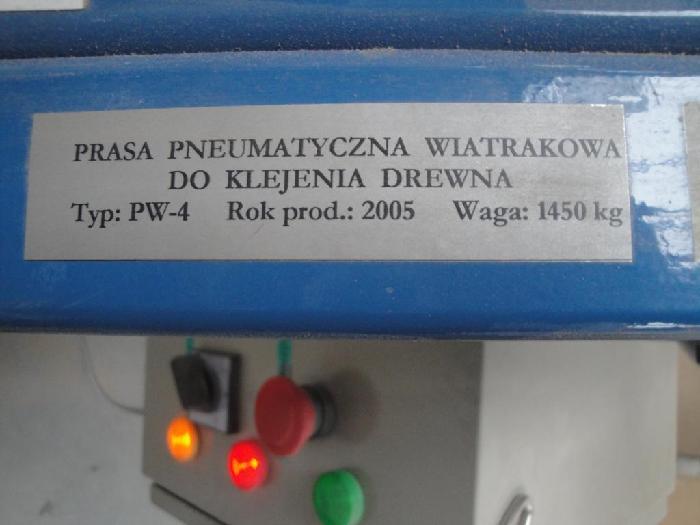 PRASA PNEUMATYCZNA WIATRAKOWA
DO KLEJENIA DREWNA
Typ: PW-4 Rok prod.: 2005 Waga: 1450 kg